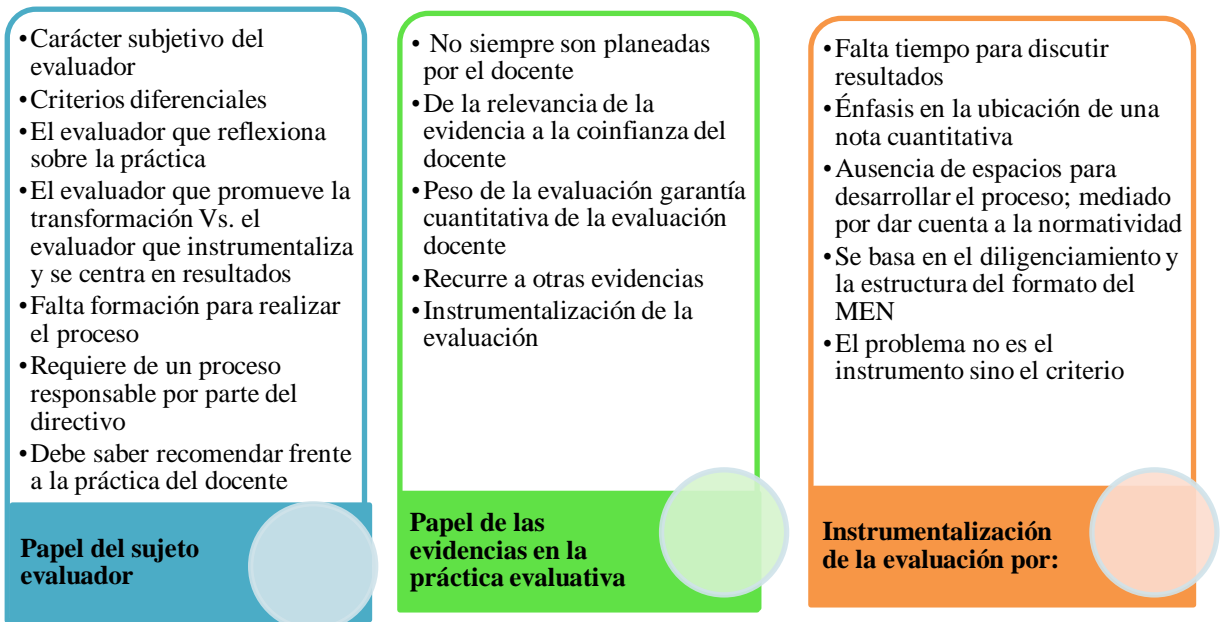 •Carácter subjetivo del
evaluador
•Criterios diferenciales
•El evaluador que reflexiona
sobre la práctica
•El evaluador que promueve la
transformación Vs. el
evaluador que instrumentaliza
y se centra en resultados
•Falta formación para realizar
el proceso
•Requiere de un proceso
responsable por parte del
directivo
•Debe saber recomendar frente
a la práctica del docente
Papel del sujeto
evaluador
• No siempre son planeadas
por el docente
•De la relevancia de la
evidencia a la coinfianza del
docente
•Peso de la evaluación garantía
cuantitativa de la evaluación
docente
•Recurre a otras evidencias
•Instrumentalización de la
evaluación
Papel de las
evidencias en la
práctica evaluativa
•Falta tiempo para discutir
resultados
•Énfasis en la ubicación de una
nota cuantitativa
•Ausencia de espacios para
desarrollar el proceso; mediado
por dar cuenta a la normatividad
•Se basa en el diligenciamiento y
la estructura del formato del
MEN
•El problema no es el
instrumento sino el criterio
Instrumentalización
de la evaluación por: